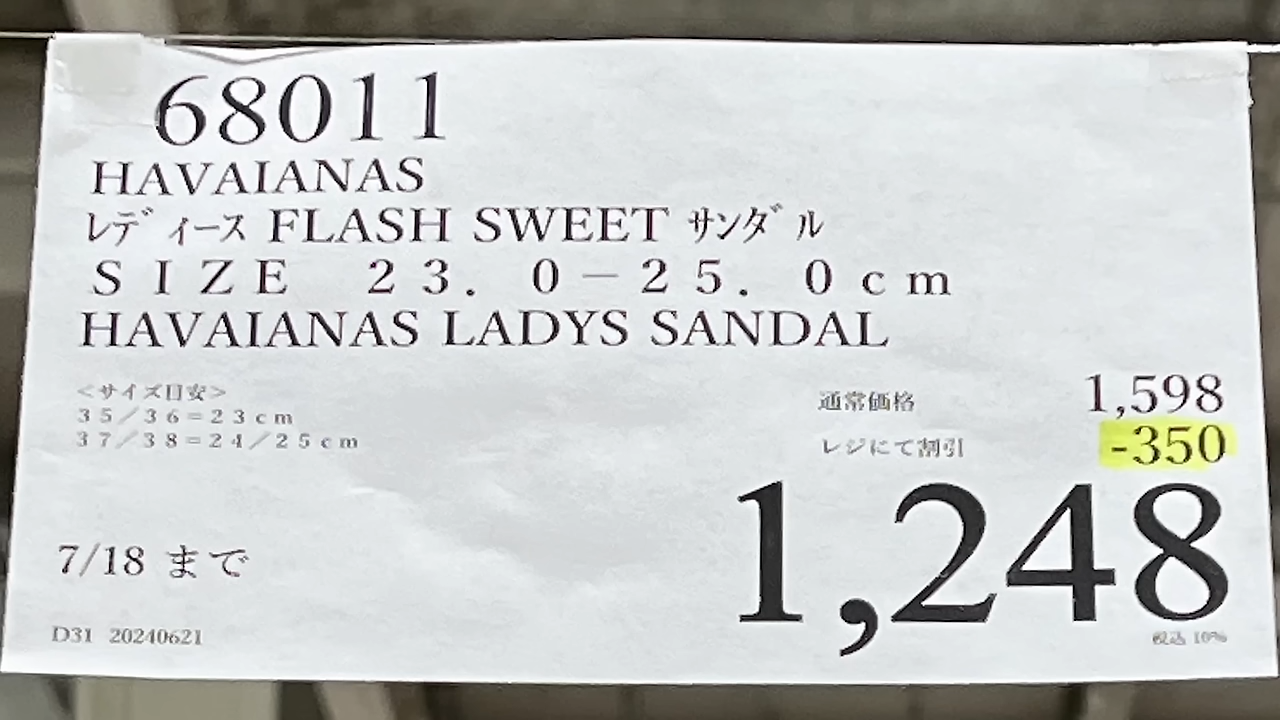 68011
HAVAIANAS
ﾚﾃﾞｨｰｽ FLASH SWEET ｻﾝﾀﾞﾙ
ＳＩＺＥ　２３．０－２５．０ｃｍ
HAVAIANAS LADYS SANDAL
＜サイズ目安＞
３５／３６＝２３ｃｍ
３７／３８＝２４／２５ｃｍ
通常価格 1,598
レジにて割引 -350
1,248
税込 10%
7/18 まで
D31 20240621